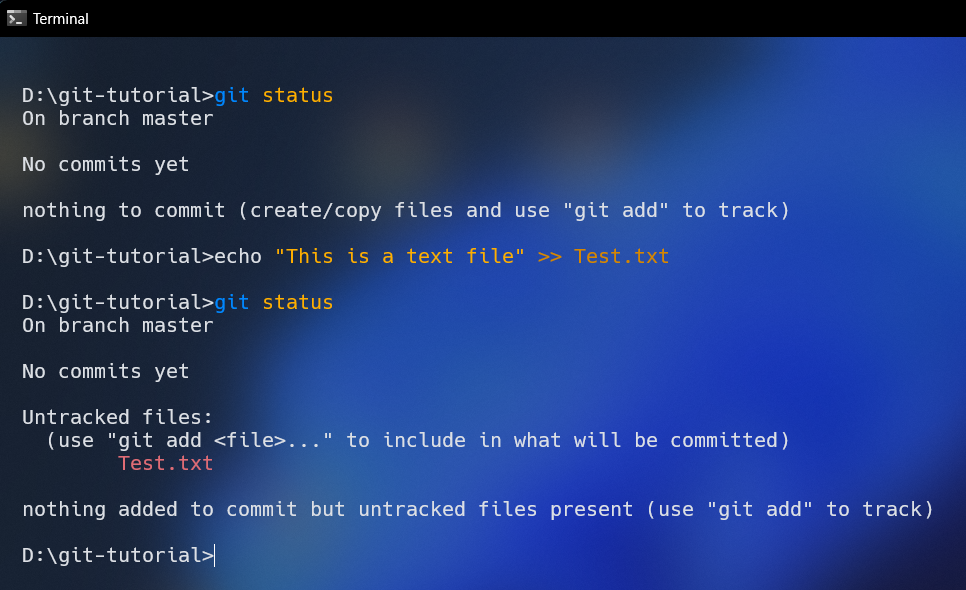 Terminal
D:\git-tutorial>git status
On branch master
No commits yet
nothing to commit (create/copy files and use "git add" to track)
D:\git-tutorial>echo "This is a text file" >> Test.txt
D:\git-tutorial>git status
On branch master
No commits yet
Untracked files:
  (use "git add <file>..." to include in what will be committed)
        Test.txt
nothing added to commit but untracked files present (use "git add" to track)
D:\git-tutorial>